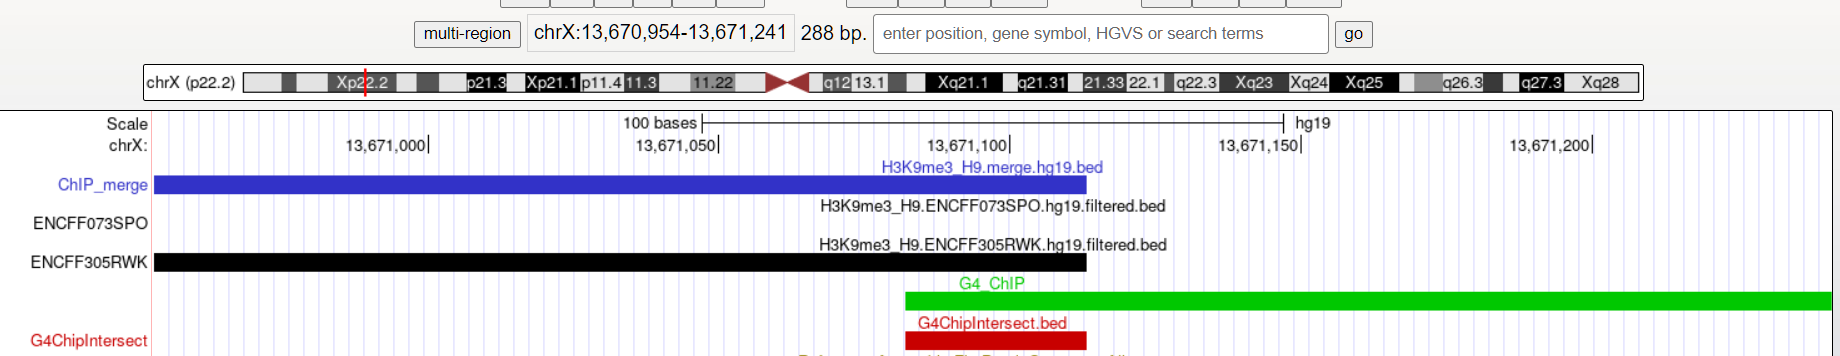 multi-region chrX:13,670,954-13,671,241 288 bp. enter position, gene symbol, HGVS or search terms go
chrX (p22.2) Xp22.2 p21.3 Xp21.1 p11.4 11.3 11.22 q12 13.1 Xq21.1 q21.31 21.33 22.1 q22.3 Xq23 Xq24 Xq25 q26.3 q27.3 Xq28
Scale 100 bases hg19
chrX: 13,671,000 13,671,050 13,671,100 13,671,150 13,671,200
H3K9me3_H9.merge.hg19.bed
ChIP_merge
H3K9me3_H9.ENCFF073SPO.hg19.filtered.bed
ENCFF073SPO
H3K9me3_H9.ENCFF305RWK.hg19.filtered.bed
ENCFF305RWK
G4_ChIP
G4ChipIntersect.bed
G4ChipIntersect